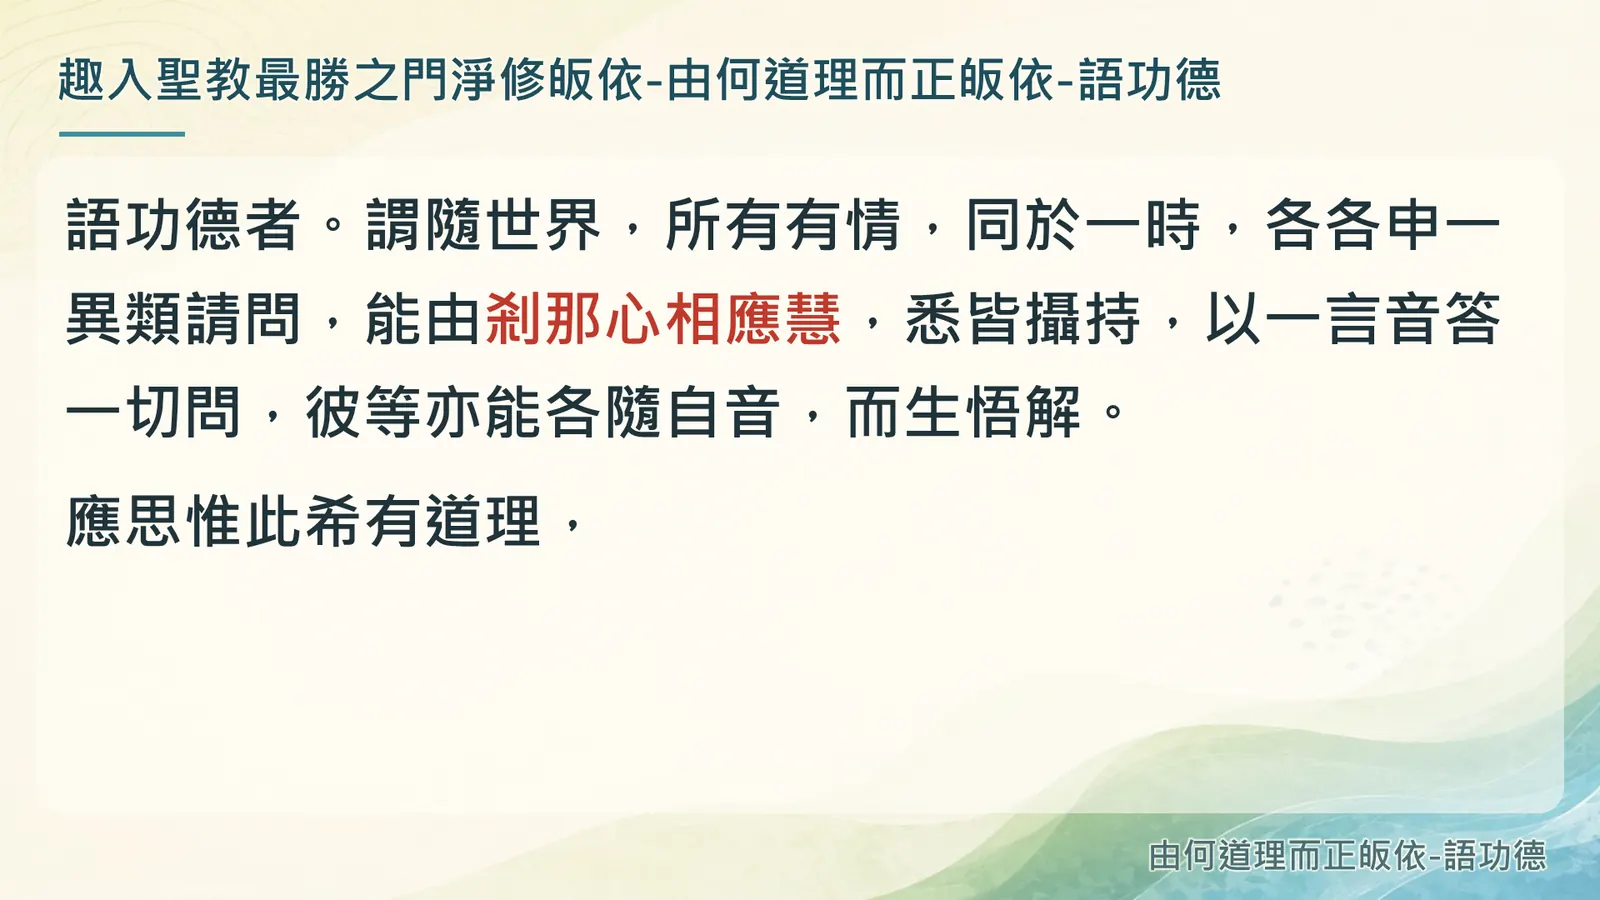 趣入聖教最勝之門淨修皈依-由何道理而正皈依-語功德
語功德者。謂隨世界，所有有情，同於一時，各各申一
異類請問，能由剎那心相應慧，悉皆攝持，以一言音答
一切問，彼等亦能各隨自音，而生悟解。
應思惟此希有道理，
由何道理而正皈依-語功德